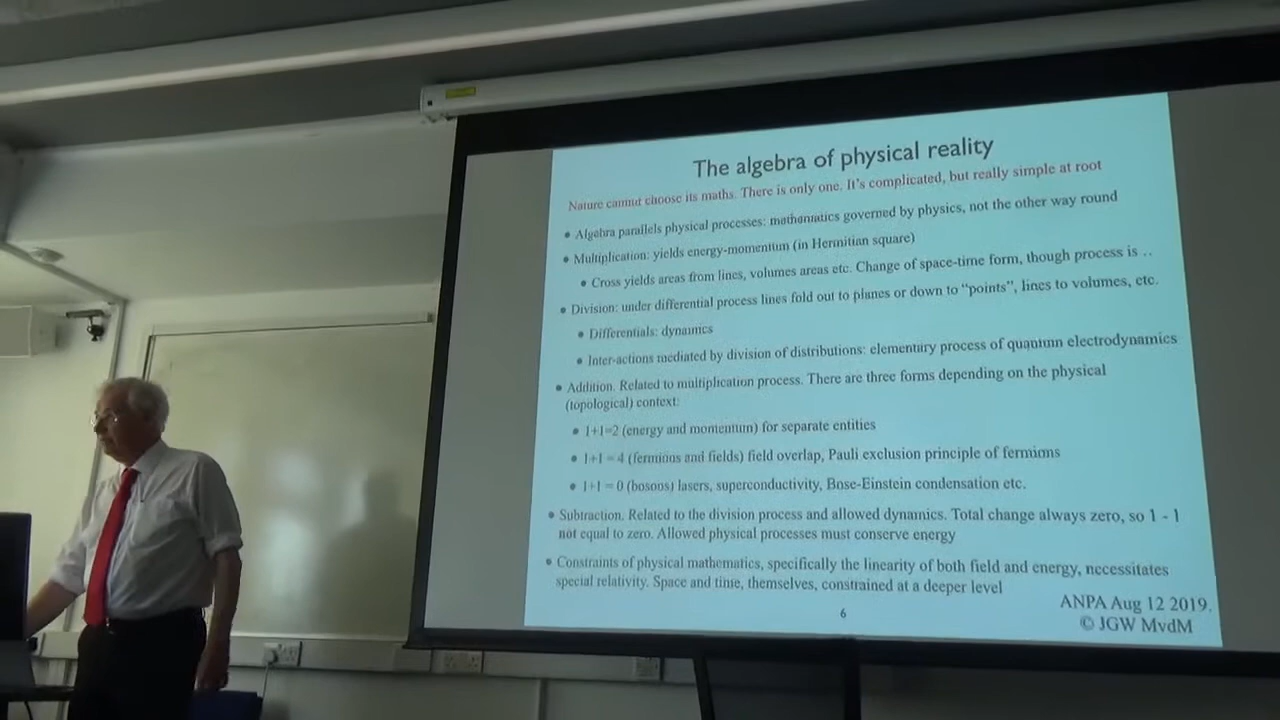 The algebra of physical reality
Nature cannot choose its maths. There is only one. It's complicated, but really simple at root
• Algebra parallels physical processes: mathematics governed by physics, not the other way round
• Multiplication: yields energy-momentum (in Hermitian square)
• Cross yields areas from lines, volumes areas etc. Change of space-time form, though process is ..
• Division: under differential process lines fold out to planes or down to “points”, lines to volumes, etc.
• Differentials: dynamics
• Inter-actions mediated by division of distributions: elementary process of quantum electrodynamics
• Addition. Related to multiplication process. There are three forms depending on the physical
(topological) context:
• 1+1=2 (energy and momentum) for separate entities
• 1+1 = 4 (fermions and fields) field overlap, Pauli exclusion principle of fermions
• 1+1 = 0 (bosons) lasers, superconductivity, Bose-Einstein condensation etc.
• Subtraction. Related to the division process and allowed dynamics. Total change always zero, so 1 - 1
not equal to zero. Allowed physical processes must conserve energy
• Constraints of physical mathematics, specifically the linearity of both field and energy, necessitates
special relativity. Space and time, themselves, constrained at a deeper level
6
ANPA Aug 12 2019.
© JGW MvdM